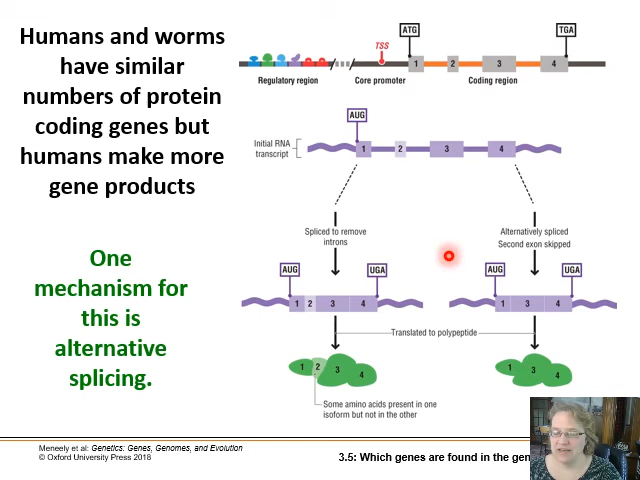 Humans and worms
have similar
numbers of protein
coding genes but
humans make more
gene products
One
mechanism for
this is
alternative
splicing.
ATG
TGA
TSS
1
2
3
4
Regulatory region
Core promoter
Coding region
AUG
Initial RNA
transcript
1
2
3
4
Spliced to remove
introns
Alternatively spliced
Second exon skipped
AUG
UGA
AUG
UGA
1
2
3
4
1
3
4
Translated to polypeptide
1
2
3
4
1
3
4
Some amino acids present in one
isoform but not in the other
Meneely et al: Genetics: Genes, Genomes, and Evolution
© Oxford University Press 2018
3.5: Which genes are found in the gen